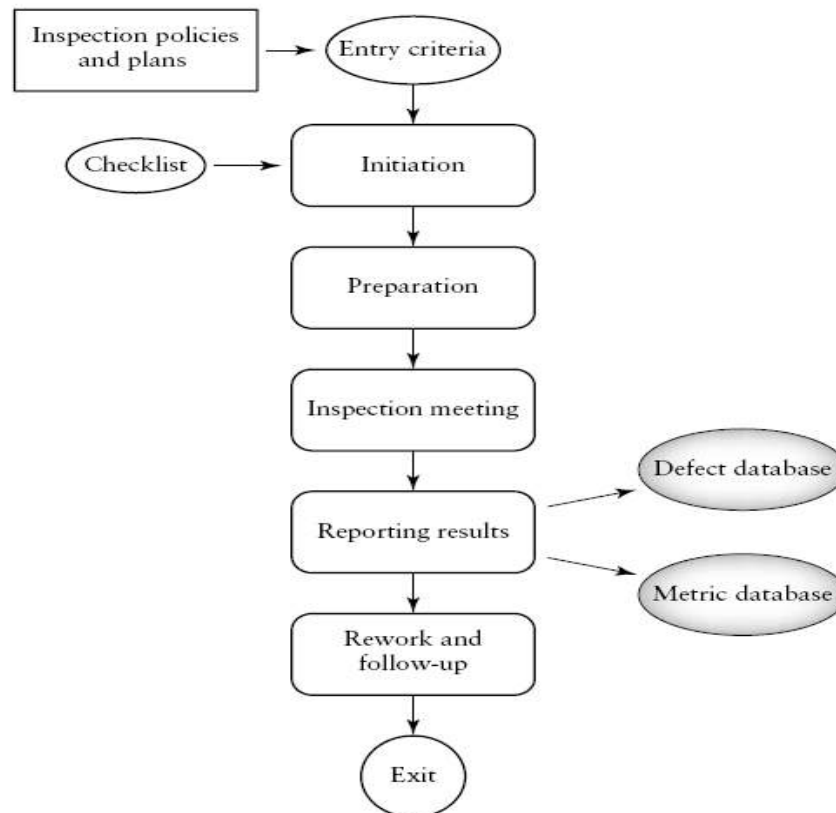 Inspection policies
and plans
Entry criteria
Checklist
Initiation
Preparation
Inspection meeting
Defect database
Reporting results
Metric database
Rework and
follow-up
Exit